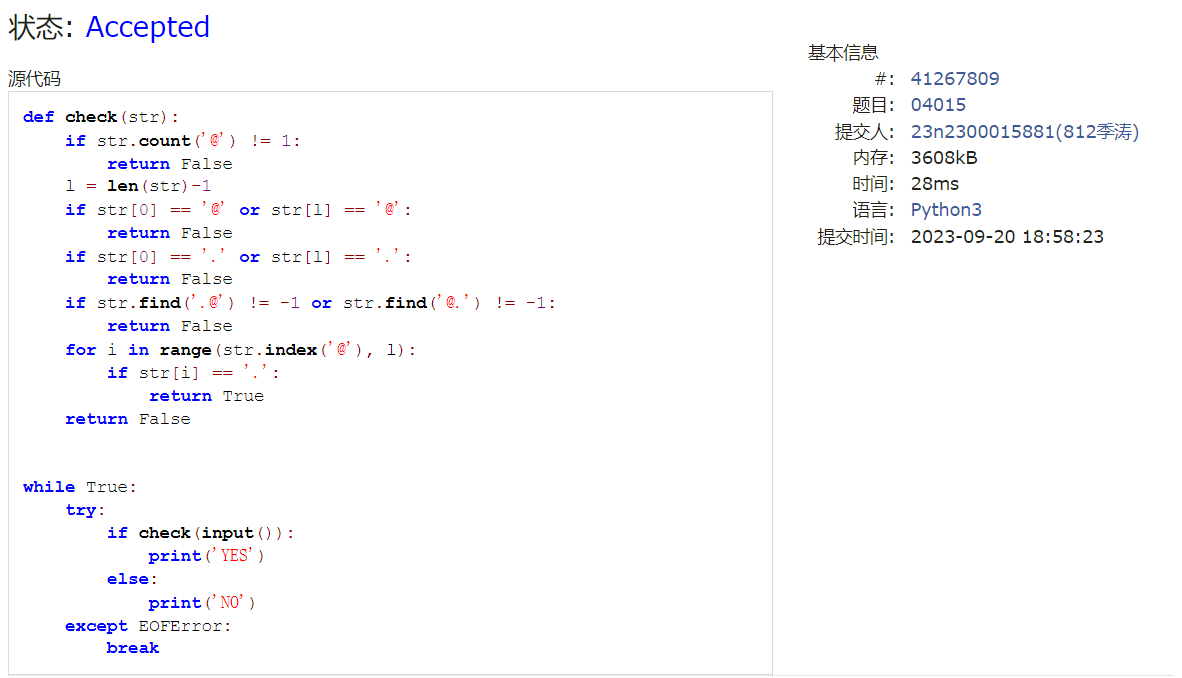 状态: Accepted
源代码
def check(str):
    if str.count('@') != 1:
        return False
    l = len(str)-1
    if str[0] == '@' or str[l] == '@':
        return False
    if str[0] == '.' or str[l] == '.':
        return False
    if str.find('.@') != -1 or str.find('@.') != -1:
        return False
    for i in range(str.index('@'), l):
        if str[i] == '.':
            return True
    return False
while True:
    try:
        if check(input()):
            print('YES')
        else:
            print('NO')
    except EOFError:
        break
基本信息
#: 41267809
题目: 04015
提交人: 23n2300015881(812季涛)
内存: 3608kB
时间: 28ms
语言: Python3
提交时间: 2023-09-20 18:58:23